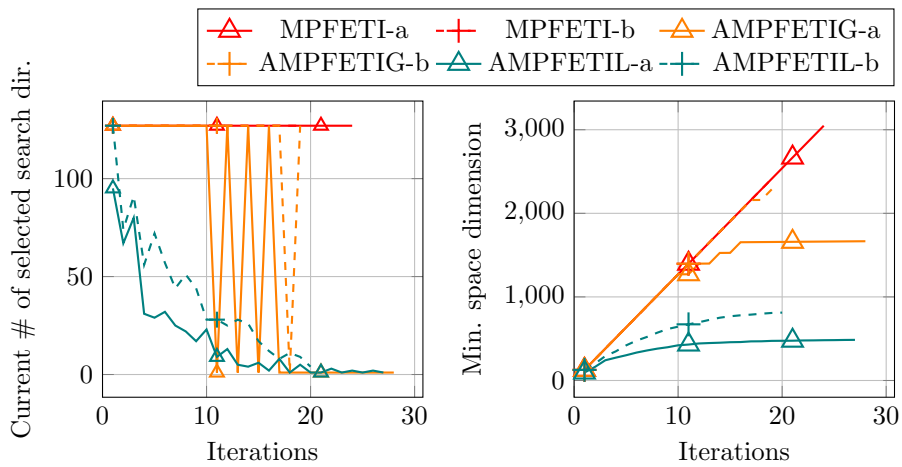 MPFETI-a MPFETI-b AMPFETIG-a
AMPFETIG-b AMPFETIL-a AMPFETIL-b
Current # of selected search dir.
100
50
0
0 10 20 30
Iterations
Min. space dimension
3,000
2,000
1,000
0
0 10 20 30
Iterations